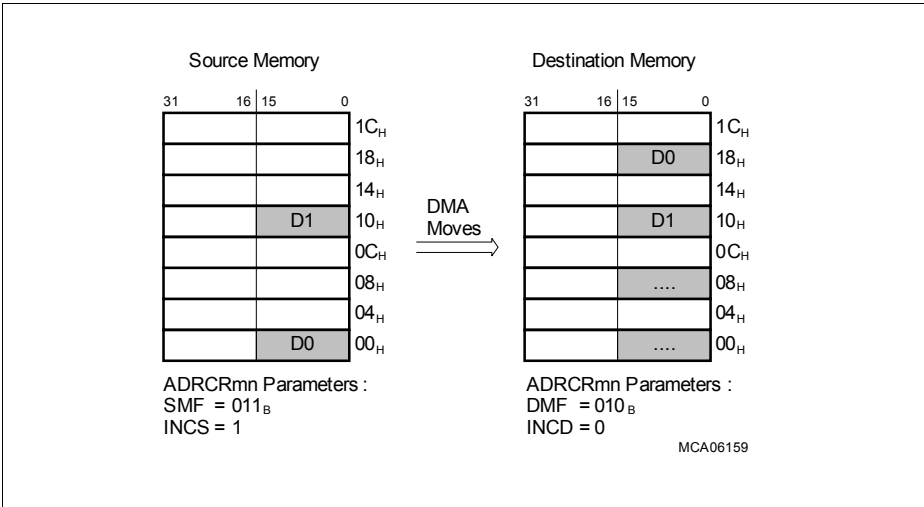 Source Memory
Destination Memory
31 16 15 0
31 16 15 0
1CH
1CH
18H
D0 18H
14H
14H
D1 10H
D1 10H
DMA
Moves
0CH
0CH
08H
.... 08H
04H
04H
D0 00H
.... 00H
ADRCRmn Parameters :
SMF = 011B
INCS = 1
ADRCRmn Parameters :
DMF = 010B
INCD = 0
MCA06159